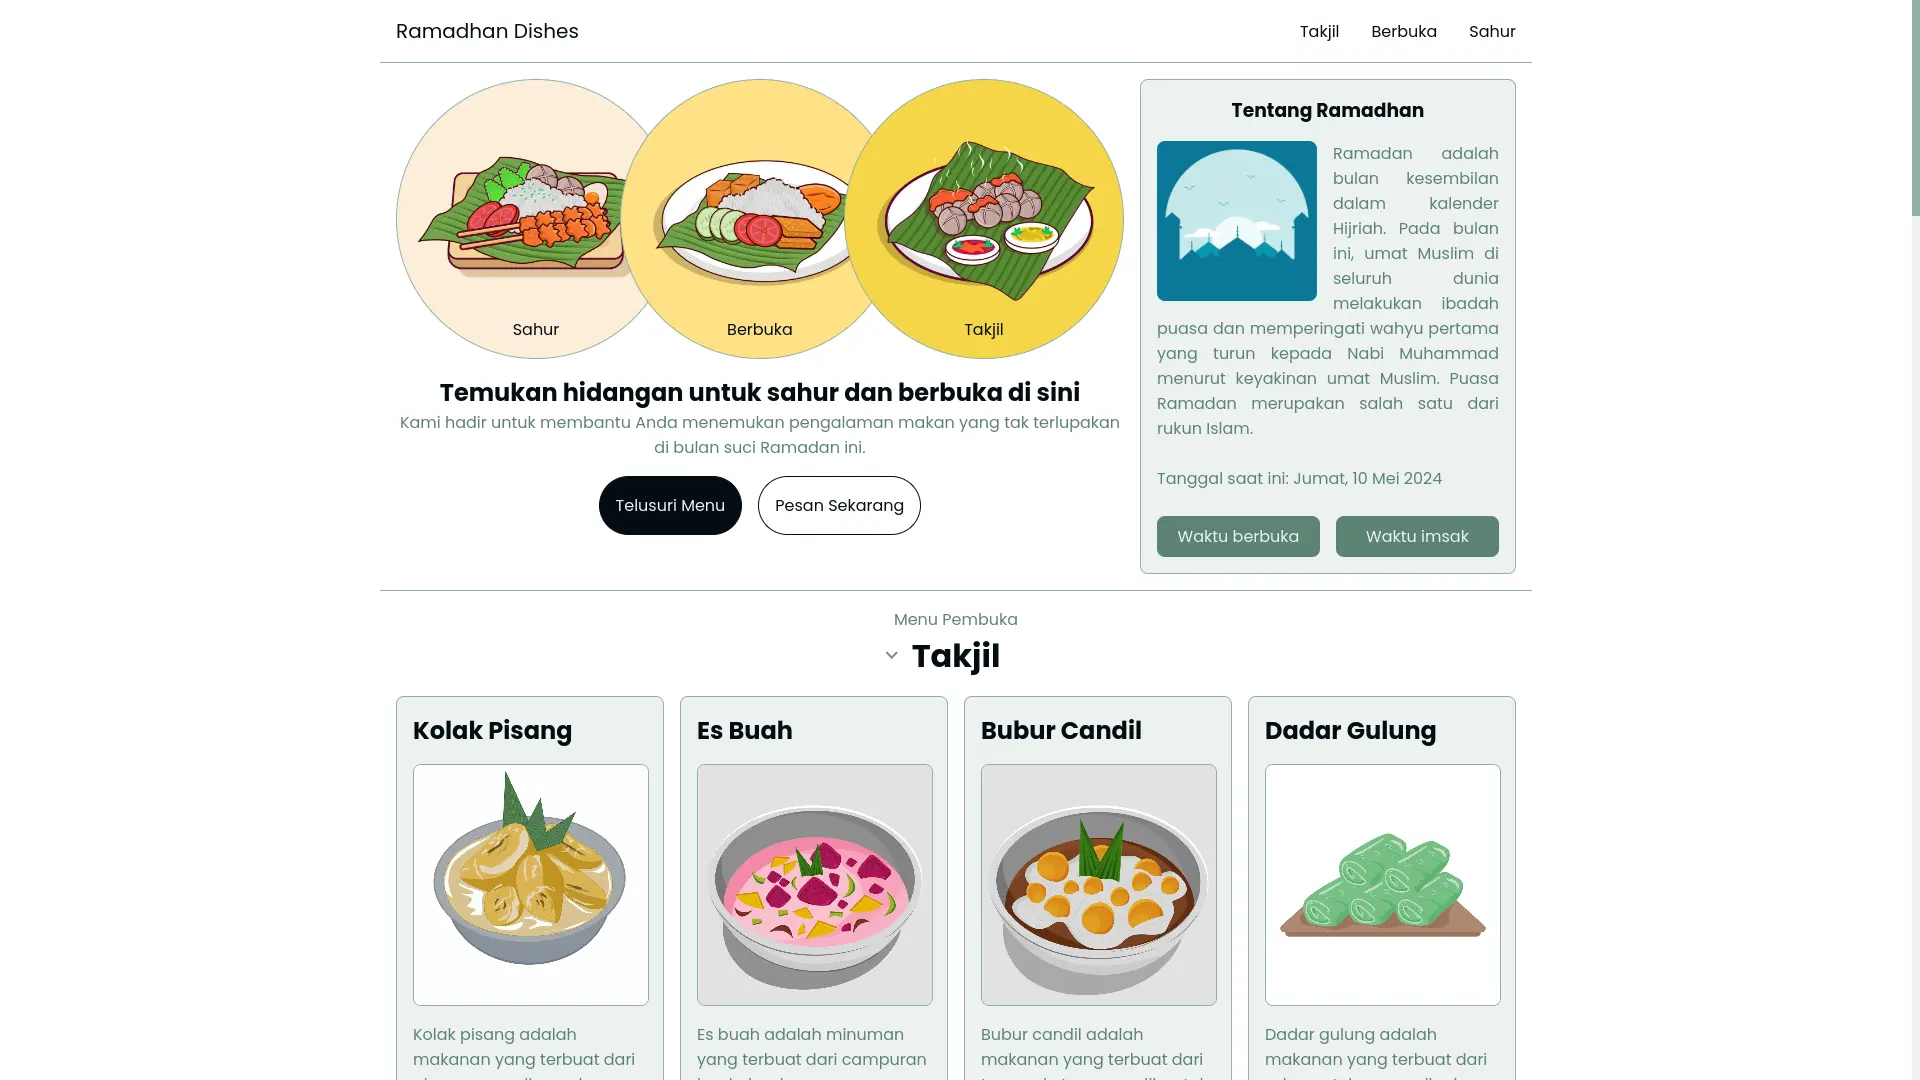 Ramadhan Dishes
Takjil
Berbuka
Sahur
Sahur
Berbuka
Takjil
Temukan hidangan untuk sahur dan berbuka di sini
Kami hadir untuk membantu Anda menemukan pengalaman makan yang tak terlupakan
di bulan suci Ramadan ini.
Telusuri Menu
Pesan Sekarang
Tentang Ramadhan
Ramadan adalah
bulan kesembilan
dalam kalender
Hijriah. Pada bulan
ini, umat Muslim di
seluruh dunia
melakukan ibadah
puasa dan memperingati wahyu pertama
yang turun kepada Nabi Muhammad
menurut keyakinan umat Muslim. Puasa
Ramadan merupakan salah satu dari
rukun Islam.
Tanggal saat ini: Jumat, 10 Mei 2024
Waktu berbuka
Waktu imsak
Menu Pembuka
Takjil
Kolak Pisang
Kolak pisang adalah
makanan yang terbuat dari
Es Buah
Es buah adalah minuman
yang terbuat dari campuran
Bubur Candil
Bubur candil adalah
makanan yang terbuat dari
Dadar Gulung
Dadar gulung adalah
makanan yang terbuat dari